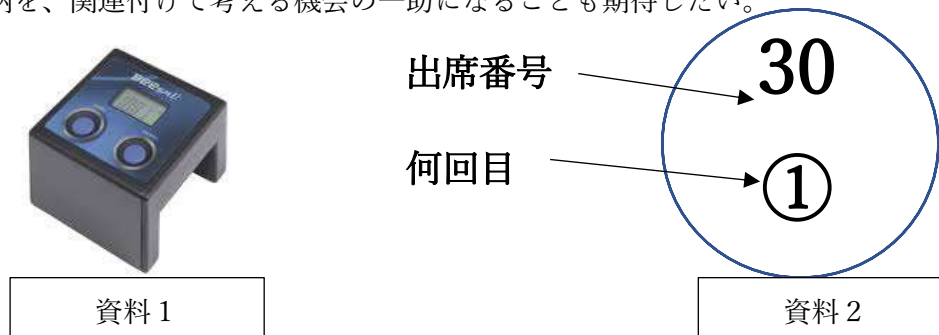 を、関連付けて考える機会の一助になることも期待したい。
出席番号
30
何回目
①
資料１
資料２